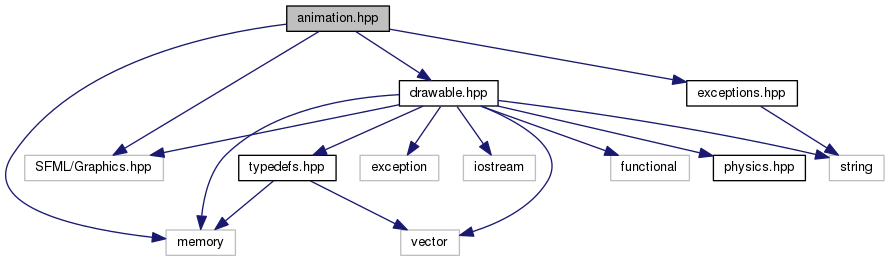 animation.hpp
drawable.hpp
exceptions.hpp
SFML/Graphics.hpp
typedefs.hpp
exception
iostream
functional
physics.hpp
string
memory
vector